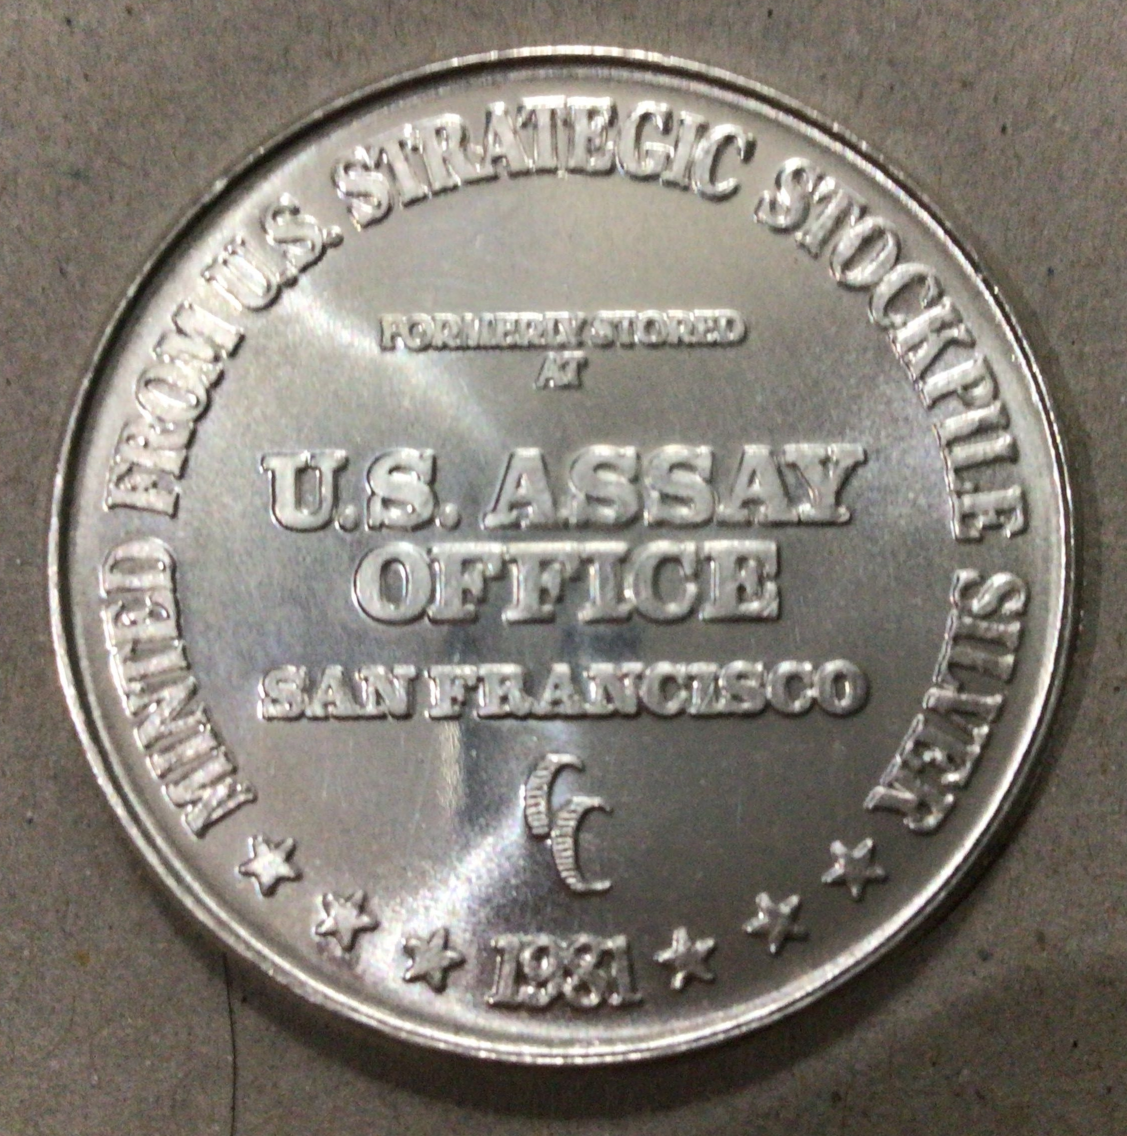 MINTED FROM U.S. STRATEGIC STOCKPILE SILVER
FORMERLY STORED
AT
U.S. ASSAY
OFFICE
SAN FRANCISCO
1981